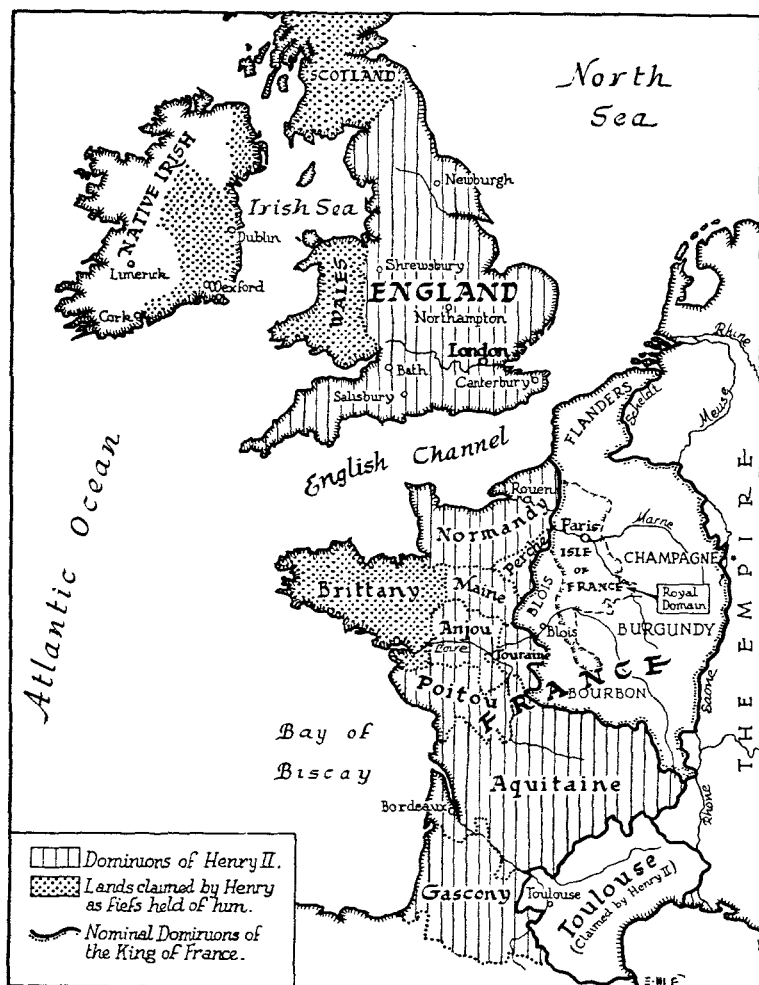 North
Sea
SCOTLAND
NATIVE IRISH
Newburgh
Irish Sea
Dublin
Limerick
Wexford
Cork
WALES
Shrewsbury
ENGLAND
Northampton
London
Bath
Canterbury
Salisbury
English Channel
Atlantic Ocean
FLANDERS
Scheldt
Rhine
Meuse
THE EMPIRE
Rouen
Normandy
Perche
Paris
Marne
ISLE
OF
FRANCE
CHAMPAGNE
Royal
Domain
Brittany
Maine
BLOIS
Blois
Anjou
Loire
Touraine
BURGUNDY
FRANCE
BOURBON
Saone
Poitou
Bay of
Biscay
Aquitaine
Bordeaux
Rhone
Gascony
Toulouse
Toulouse
(Claimed by Henry II)
Dominions of Henry II.
Lands claimed by Henry
as fiefs held of him.
Nominal Dominions of
the King of France.